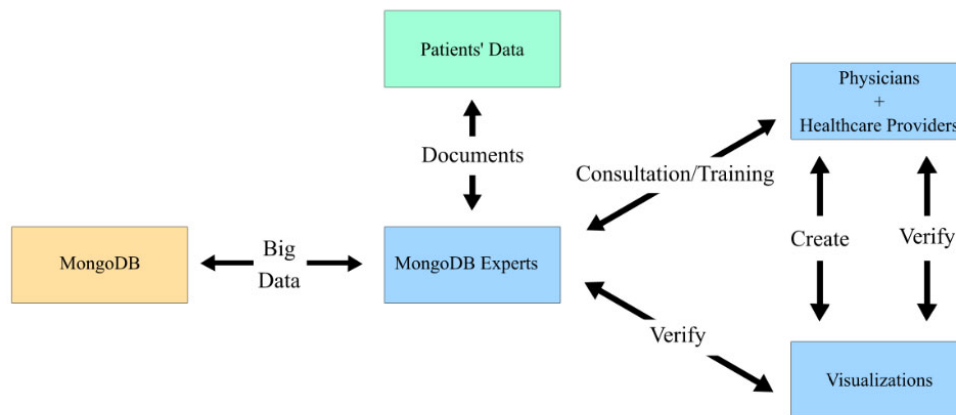 Patients' Data
Physicians
+
Healthcare Providers
Documents
Consultation/Training
MongoDB
Big
Data
MongoDB Experts
Create
Verify
Verify
Visualizations